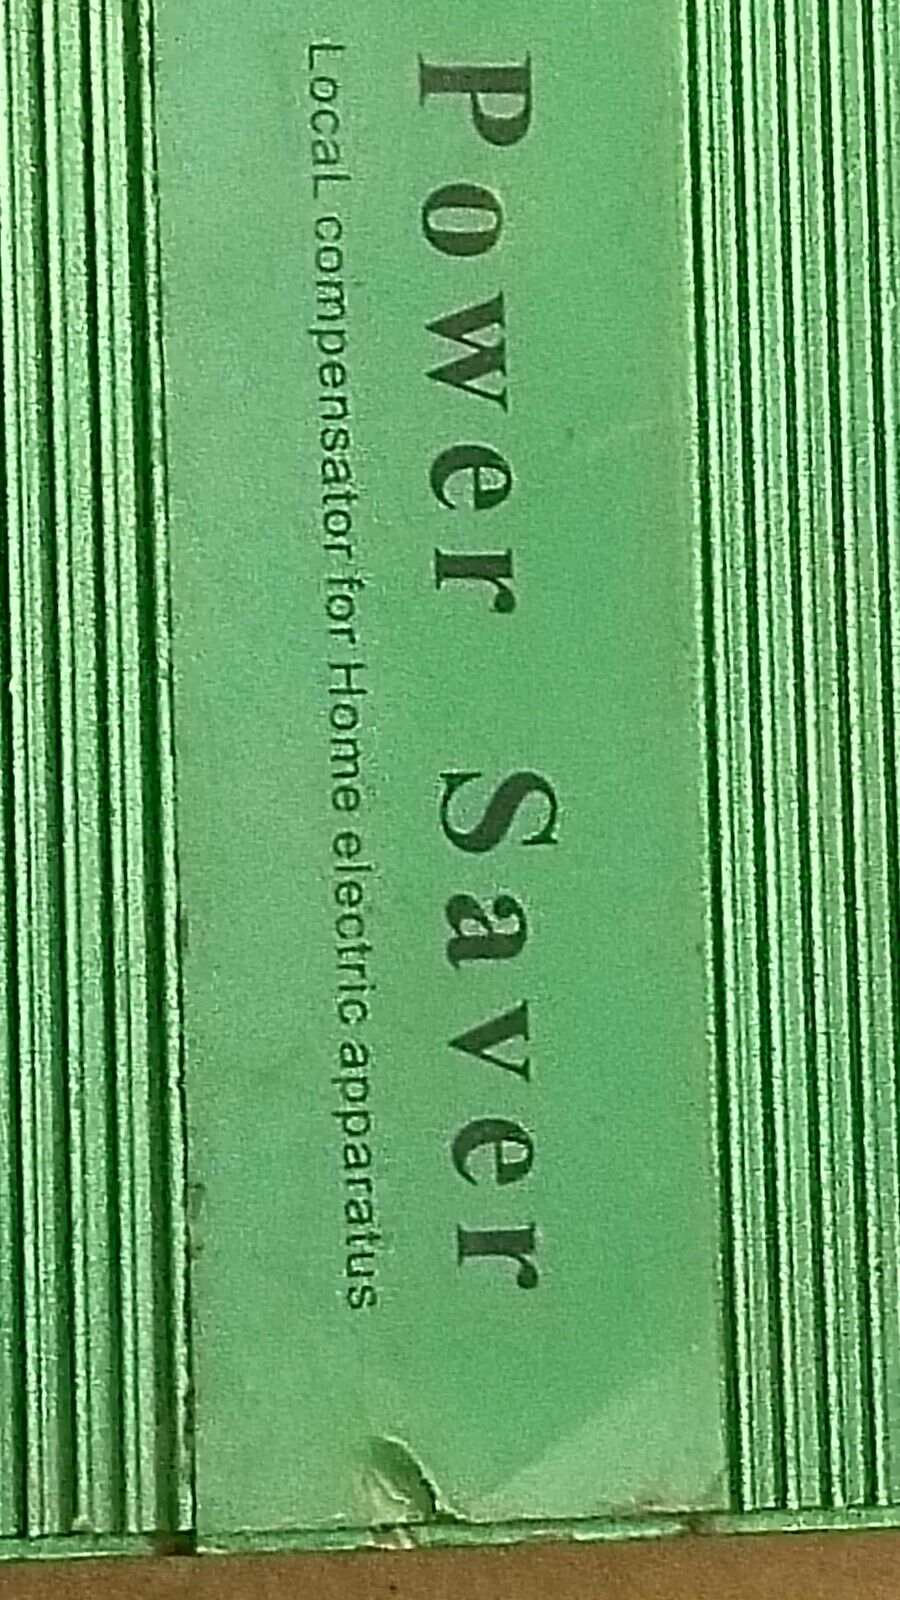 Power Saver
Local compensator for Home electric apparatus